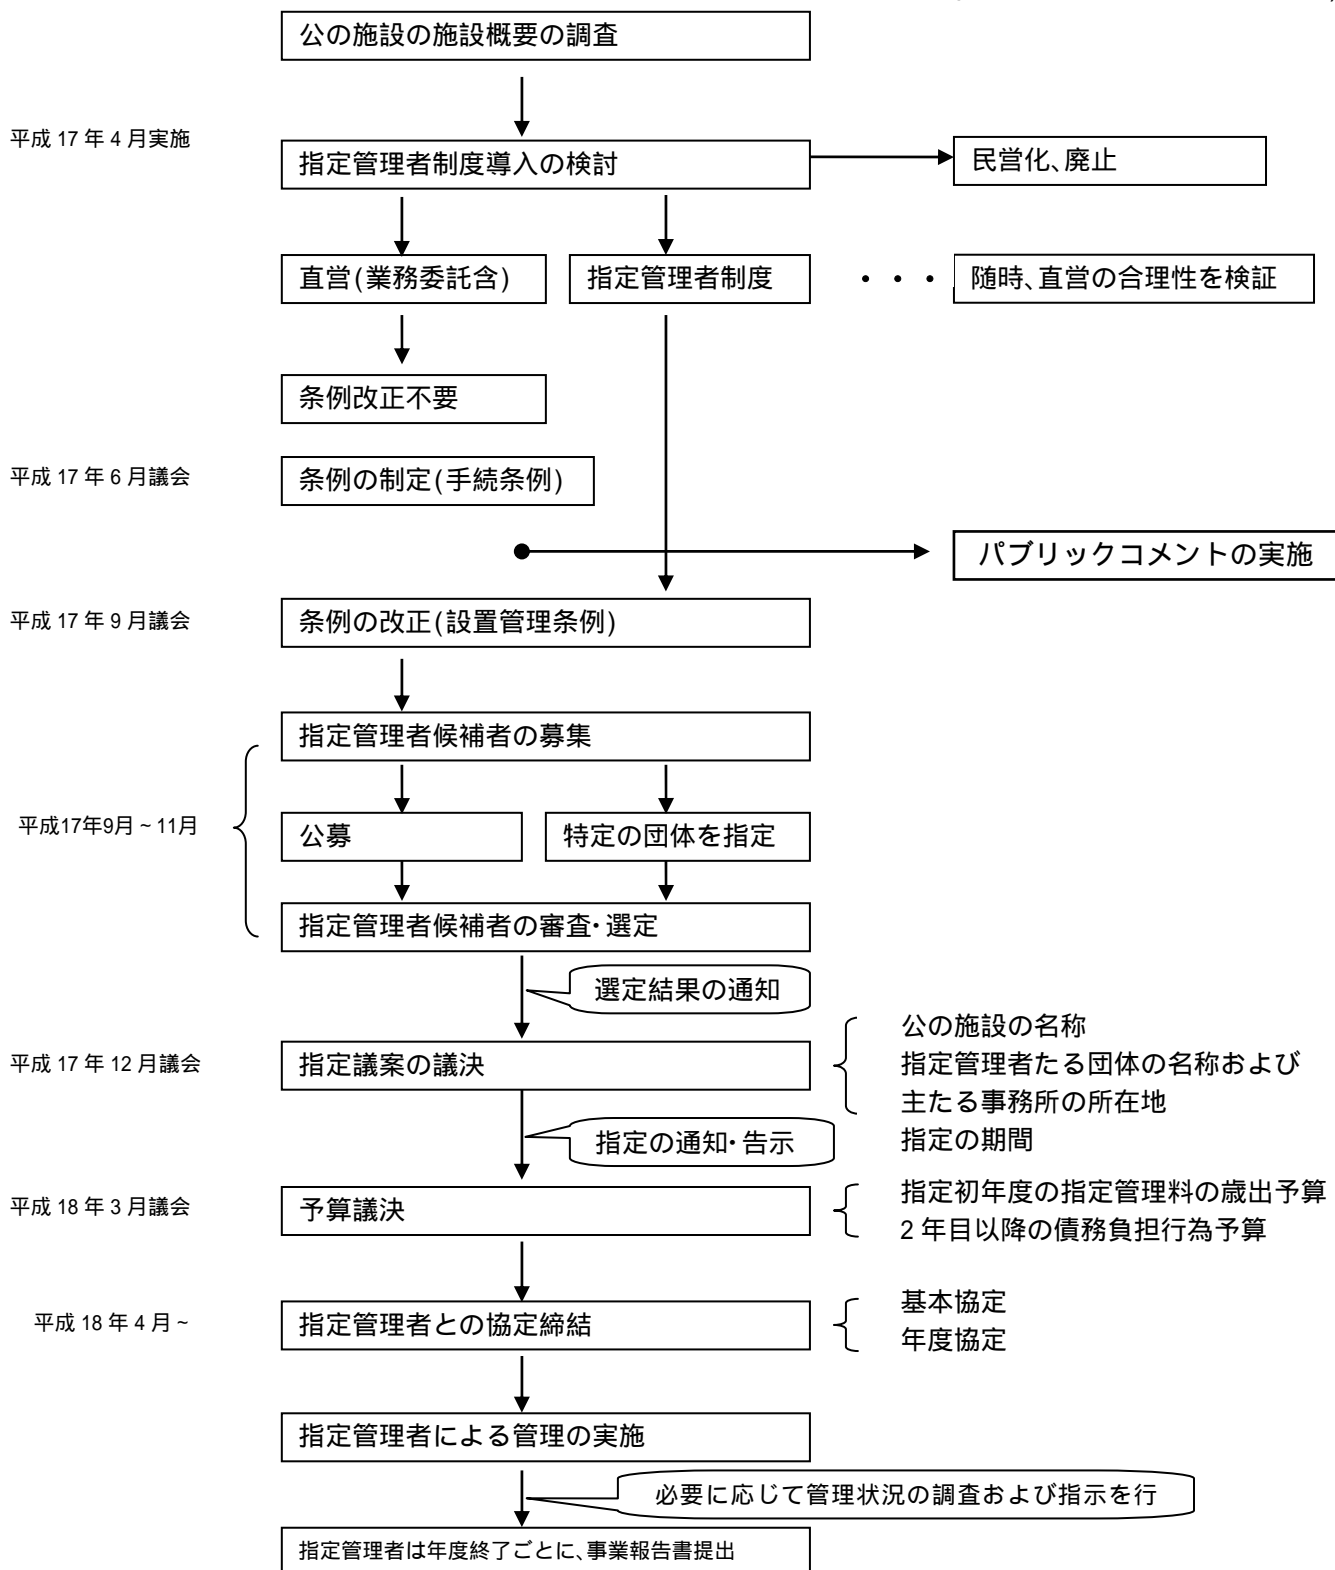 公の施設の施設概要の調査
平成 17 年 4 月実施
指定管理者制度導入の検討
民営化、廃止
直営(業務委託含)
指定管理者制度
・・・
随時、直営の合理性を検証
条例改正不要
平成 17 年 6 月議会
条例の制定(手続条例)
パブリックコメントの実施
平成 17 年 9 月議会
条例の改正(設置管理条例)
指定管理者候補者の募集
平成17年9月~11月
公募
特定の団体を指定
指定管理者候補者の審査・選定
選定結果の通知
平成 17 年 12 月議会
指定議案の議決
公の施設の名称
指定管理者たる団体の名称および
主たる事務所の所在地
指定の期間
指定の通知・告示
平成 18 年 3 月議会
予算議決
指定初年度の指定管理料の歳出予算
2 年目以降の債務負担行為予算
平成 18 年 4 月~
指定管理者との協定締結
基本協定
年度協定
指定管理者による管理の実施
必要に応じて管理状況の調査および指示を行
指定管理者は年度終了ごとに、事業報告書提出